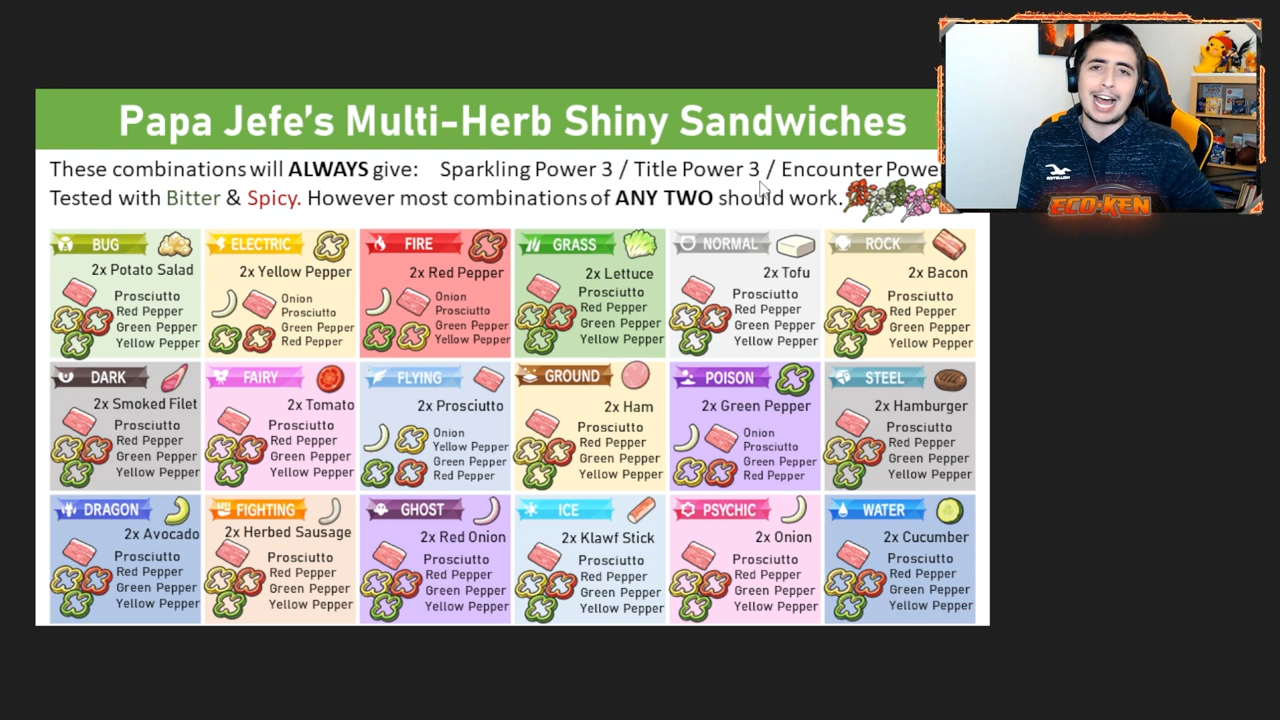 Papa Jefe's Multi-Herb Shiny Sandwiches
These combinations will ALWAYS give: Sparkling Power 3 / Title Power 3 / Encounter
Tested with Bitter & Spicy. However most combinations of ANY TWO should work.
ECO-KEN
BUG
2x Potato Salad
Prosciutto
Red Pepper
Green Pepper
Yellow Pepper
ELECTRIC
2x Yellow Pepper
Onion
Prosciutto
Green Pepper
Red Pepper
FIRE
2x Red Pepper
Onion
Prosciutto
Green Pepper
Yellow Pepper
GRASS
2x Lettuce
Prosciutto
Red Pepper
Green Pepper
Yellow Pepper
NORMAL
2x Tofu
Prosciutto
Red Pepper
Green Pepper
Yellow Pepper
ROCK
2x Bacon
Prosciutto
Red Pepper
Green Pepper
Yellow Pepper
DARK
2x Smoked Filet
Prosciutto
Red Pepper
Green Pepper
Yellow Pepper
FAIRY
2x Tomato
Prosciutto
Red Pepper
Green Pepper
Yellow Pepper
FLYING
2x Prosciutto
Onion
Yellow Pepper
Green Pepper
Red Pepper
GROUND
2x Ham
Prosciutto
Red Pepper
Green Pepper
Yellow Pepper
POISON
2x Green Pepper
Onion
Prosciutto
Green Pepper
Red Pepper
STEEL
2x Hamburger
Prosciutto
Red Pepper
Green Pepper
Yellow Pepper
DRAGON
2x Avocado
Prosciutto
Red Pepper
Green Pepper
Yellow Pepper
FIGHTING
2x Herbed Sausage
Prosciutto
Red Pepper
Green Pepper
Yellow Pepper
GHOST
2x Red Onion
Prosciutto
Red Pepper
Green Pepper
Yellow Pepper
ICE
2x Klawf Stick
Prosciutto
Red Pepper
Green Pepper
Yellow Pepper
PSYCHIC
2x Onion
Prosciutto
Red Pepper
Green Pepper
Yellow Pepper
WATER
2x Cucumber
Prosciutto
Red Pepper
Green Pepper
Yellow Pepper